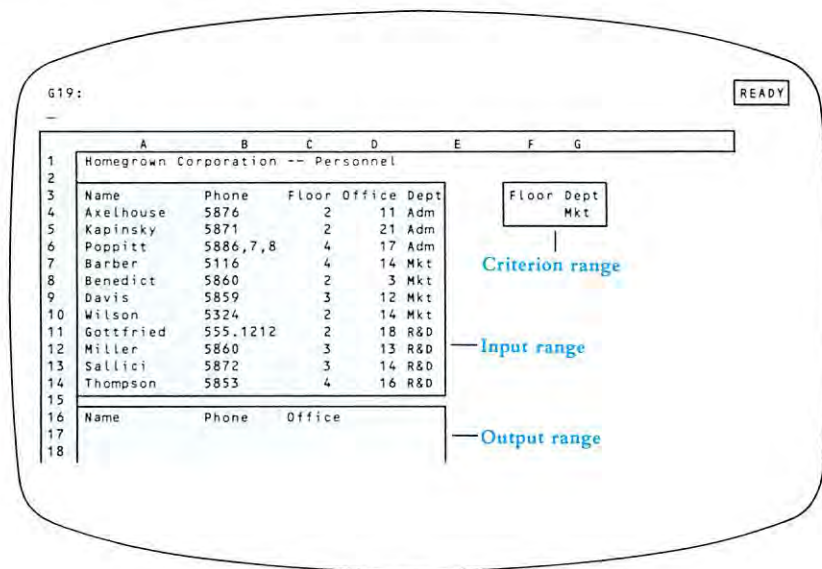 G19:
READY
A B C D E F G
1 Homegrown Corporation -- Personnel
2
3 Name Phone Floor Office Dept Floor Dept
4 Axelhouse 5876 2 11 Adm Mkt
5 Kapinsky 5871 2 21 Adm
6 Poppitt 5886,7,8 4 17 Adm
Criterion range
7 Barber 5116 4 14 Mkt
8 Benedict 5860 2 3 Mkt
9 Davis 5859 3 12 Mkt
10 Wilson 5324 2 14 Mkt
11 Gottfried 555.1212 2 18 R&D
12 Miller 5860 3 13 R&D Input range
13 Sallici 5872 3 14 R&D
14 Thompson 5853 4 16 R&D
15
16 Name Phone Office
17 Output range
18